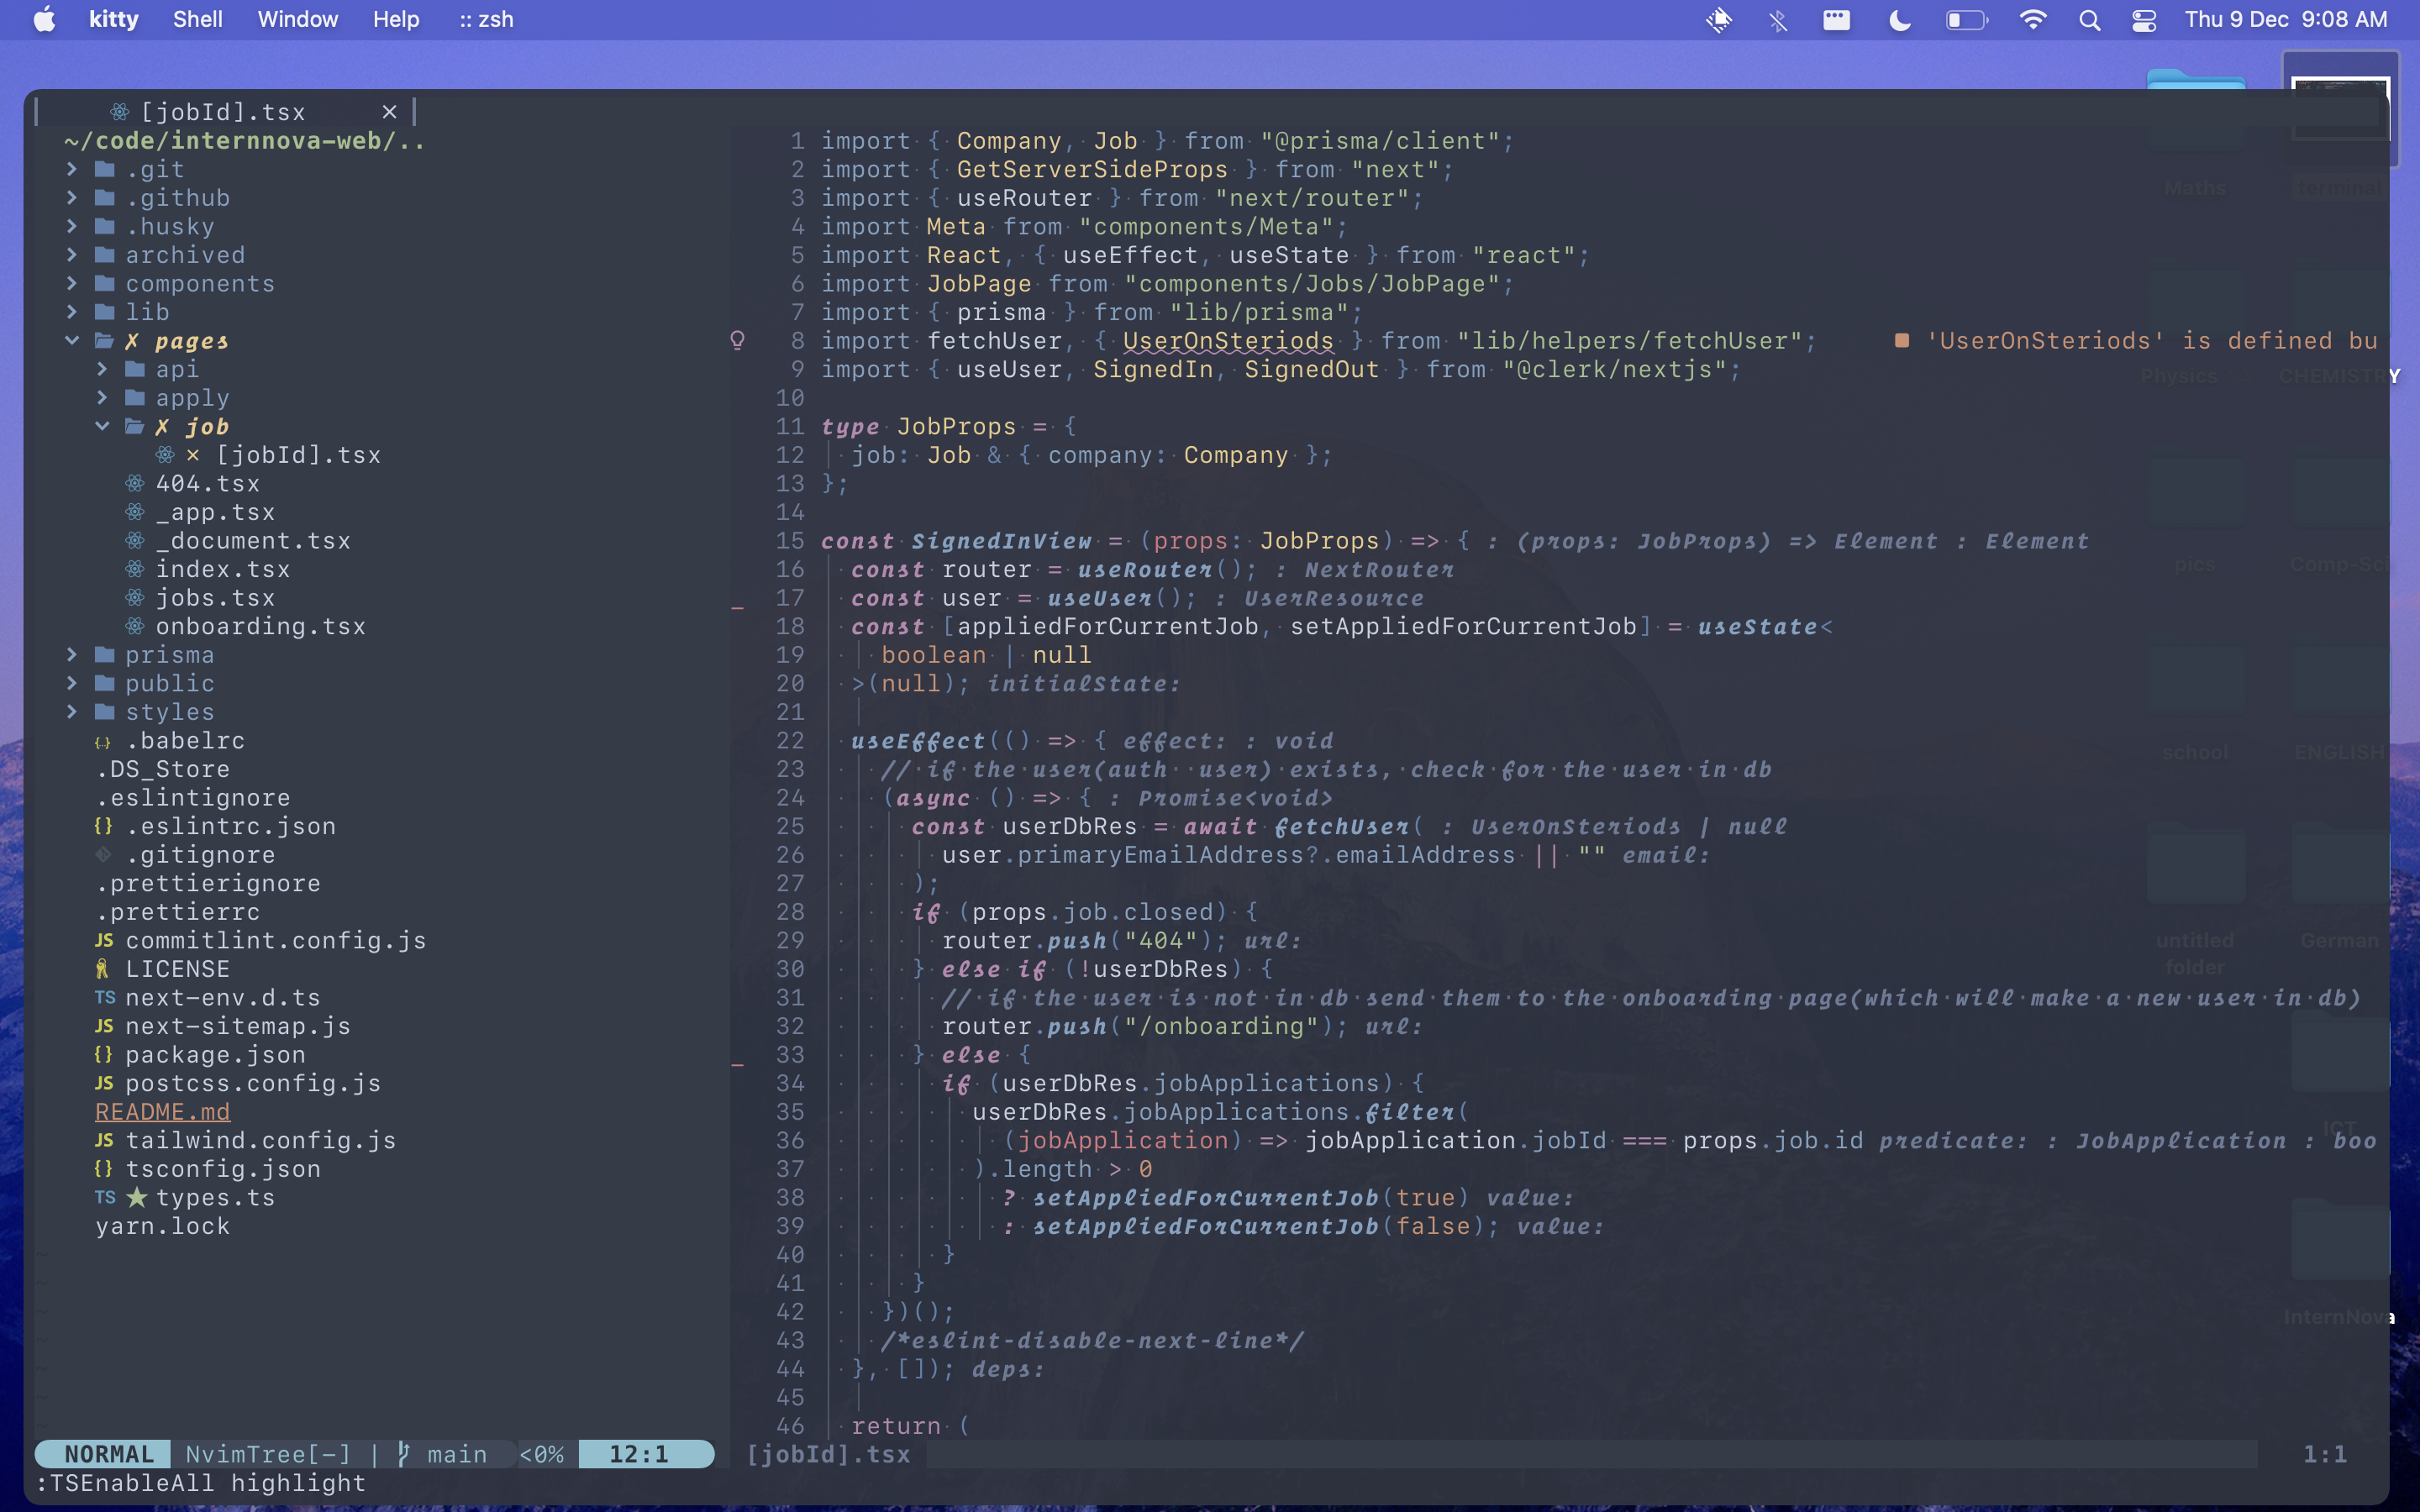 kitty Shell Window Help :: zsh Thu 9 Dec 9:08 AM
[jobId].tsx ×
~/code/internnova-web/..
.git
.github
.husky
archived
components
lib
✗ pages
api
apply
✗ job
× [jobId].tsx
404.tsx
_app.tsx
_document.tsx
index.tsx
jobs.tsx
onboarding.tsx
prisma
public
styles
{..} .babelrc
.DS_Store
.eslintignore
{} .eslintrc.json
.gitignore
.prettierignore
.prettierrc
JS commitlint.config.js
LICENSE
TS next-env.d.ts
JS next-sitemap.js
{} package.json
JS postcss.config.js
README.md
JS tailwind.config.js
{} tsconfig.json
TS ★ types.ts
yarn.lock
1 import { Company, Job } from "@prisma/client";
2 import { GetServerSideProps } from "next";
3 import { useRouter } from "next/router";
4 import Meta from "components/Meta";
5 import React, { useEffect, useState } from "react";
6 import JobPage from "components/Jobs/JobPage";
7 import { prisma } from "lib/prisma";
8 import fetchUser, { UserOnSteriods } from "lib/helpers/fetchUser"; ■ 'UserOnSteriods' is defined bu
9 import { useUser, SignedIn, SignedOut } from "@clerk/nextjs";
10
11 type JobProps = {
12 job: Job & { company: Company };
13 };
14
15 const SignedInView = (props: JobProps) => { : (props: JobProps) => Element : Element
16 const router = useRouter(); : NextRouter
17 const user = useUser(); : UserResource
18 const [appliedForCurrentJob, setAppliedForCurrentJob] = useState<
19 boolean | null
20 >(null); initialState:
21
22 useEffect(() => { effect: : void
23 // if the user(auth user) exists, check for the user in db
24 (async () => { : Promise<void>
25 const userDbRes = await fetchUser( : UserOnSteriods | null
26 user.primaryEmailAddress?.emailAddress || "" email:
27 );
28 if (props.job.closed) {
29 router.push("404"); url:
30 } else if (!userDbRes) {
31 // if the user is not in db send them to the onboarding page(which will make a new user in db)
32 router.push("/onboarding"); url:
33 } else {
34 if (userDbRes.jobApplications) {
35 userDbRes.jobApplications.filter(
36 (jobApplication) => jobApplication.jobId === props.job.id predicate: : JobApplication : boo
37 ).length > 0
38 ? setAppliedForCurrentJob(true) value:
39 : setAppliedForCurrentJob(false); value:
40 }
41 }
42 })();
43 /*eslint-disable-next-line*/
44 }, []); deps:
45
46 return (
NORMAL NvimTree[-] | main <0% 12:1 [jobId].tsx 1:1
:TSEnableAll highlight
Maths terminal
Physics CHEMISTRY
pics Comp-Sci
school ENGLISH
untitled folder German
ICT
InternNova